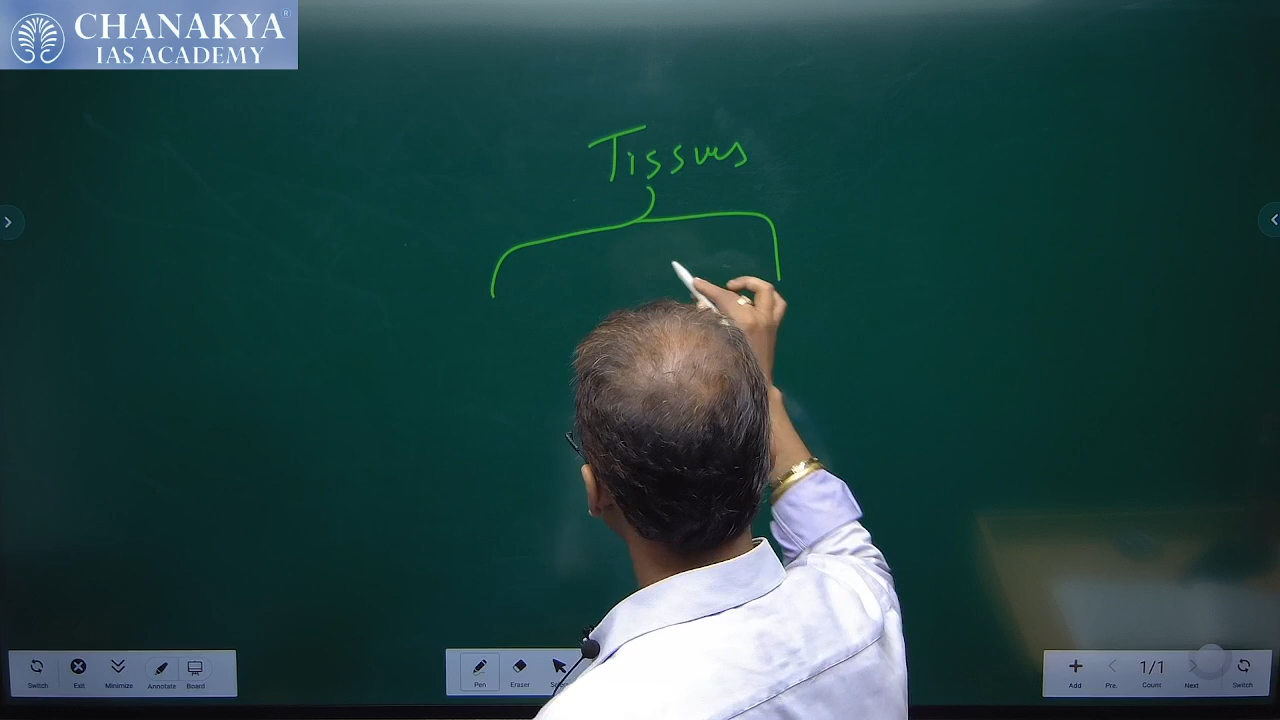 CHANAKYA®
IAS ACADEMY
Tissues
Switch
Exit
Minimize
Annotate
Board
Pen
Eraser
Add
Pre.
1/1
Count
Next
Switch